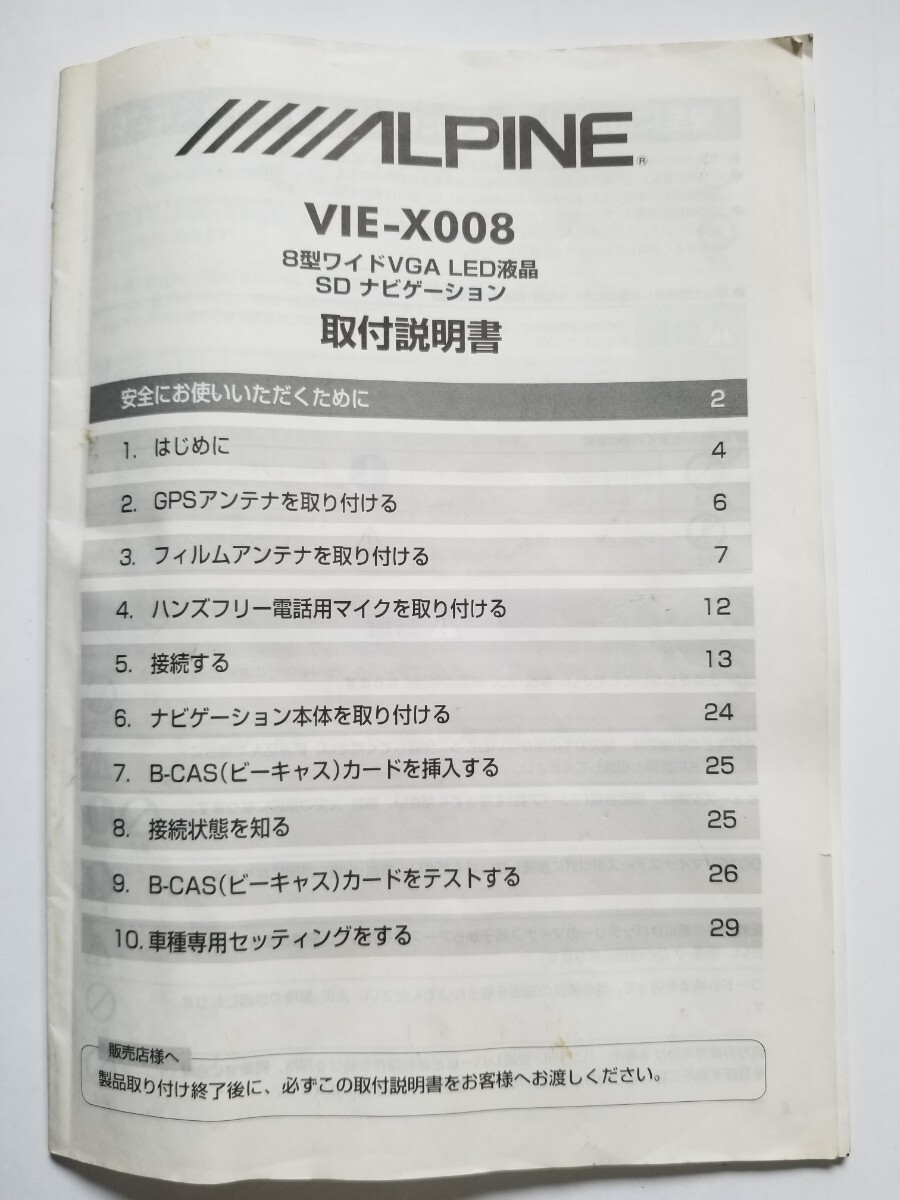 ALPINE®
VIE-X008
8型ワイドVGA LED液晶
SD ナビゲーション
取付説明書
安全にお使いいただくために 2
1. はじめに 4
2. GPSアンテナを取り付ける 6
3. フィルムアンテナを取り付ける 7
4. ハンズフリー電話用マイクを取り付ける 12
5. 接続する 13
6. ナビゲーション本体を取り付ける 24
7. B-CAS(ビーキャス)カードを挿入する 25
8. 接続状態を知る 25
9. B-CAS(ビーキャス)カードをテストする 26
10. 車種専用セッティングをする 29
販売店様へ
製品取り付け終了後に、必ずこの取付説明書をお客様へお渡しください。